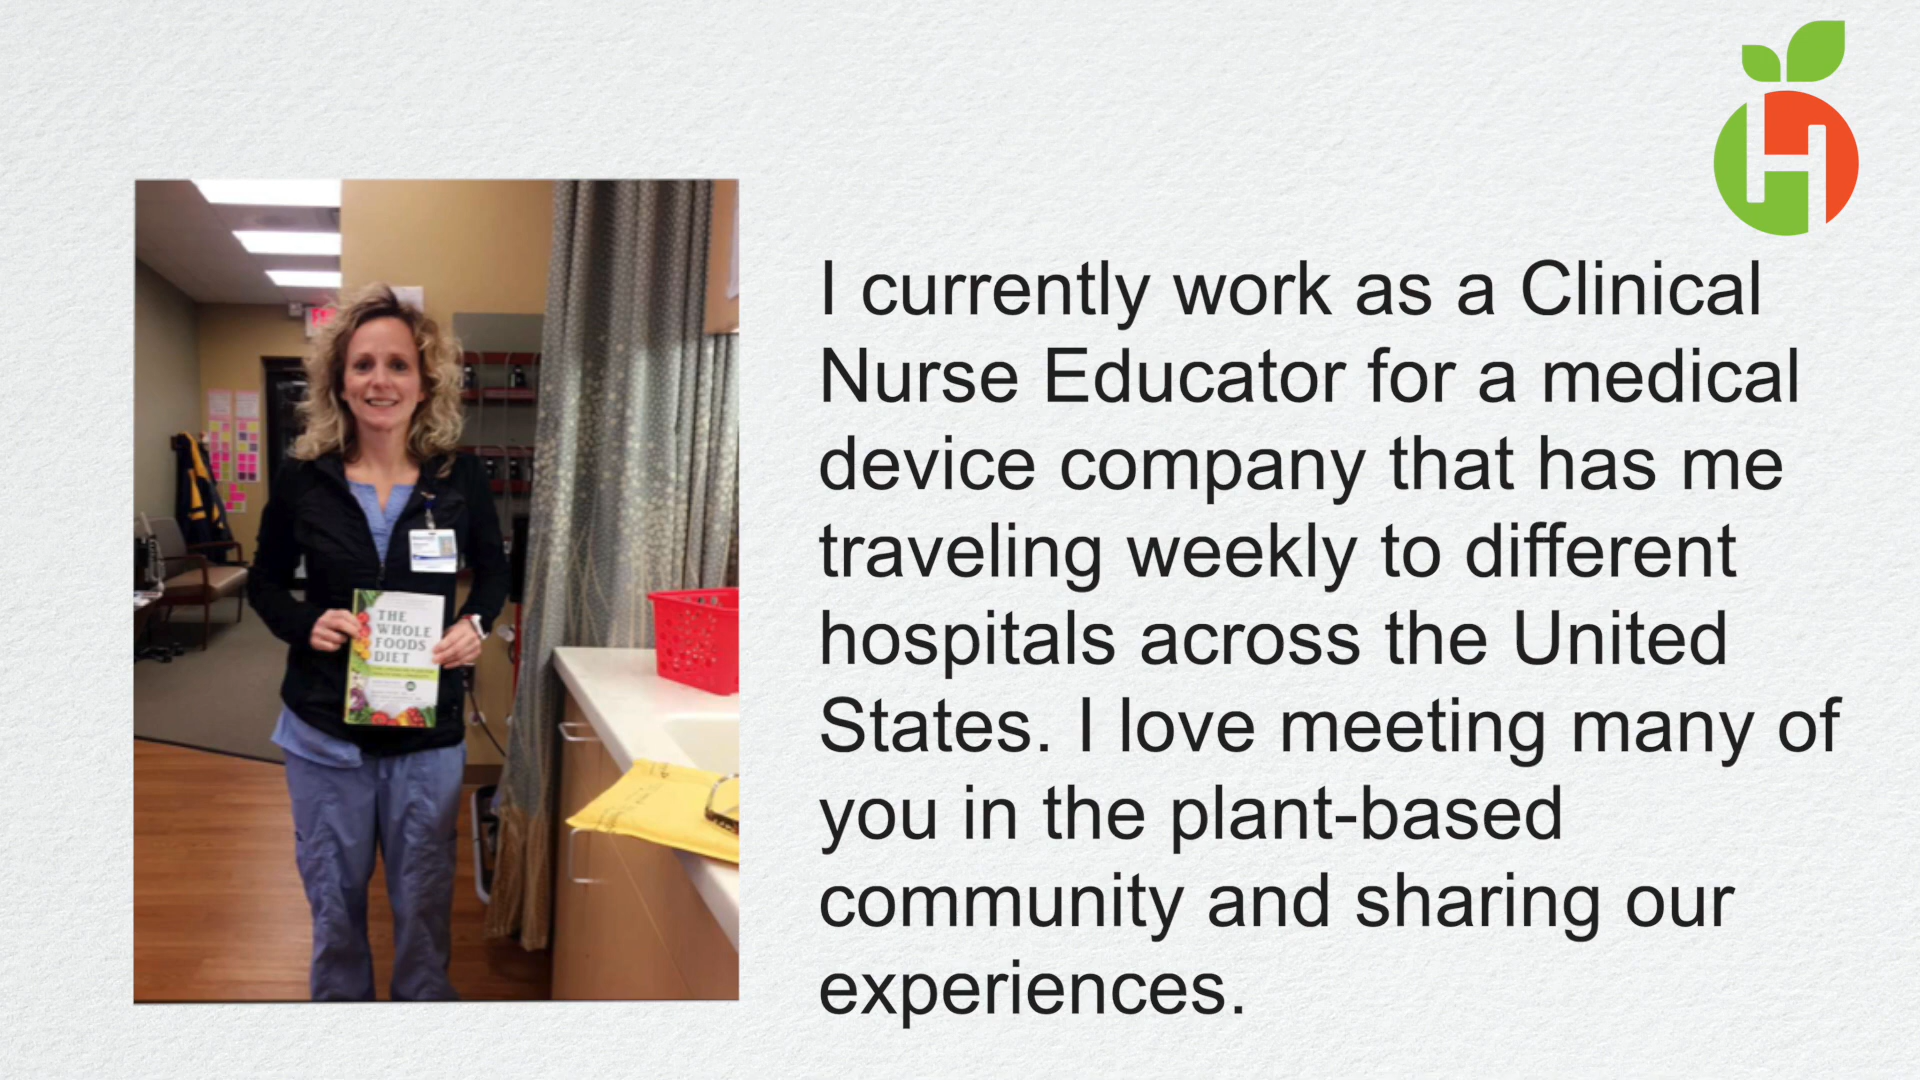 I currently work as a Clinical
Nurse Educator for a medical
device company that has me
traveling weekly to different
hospitals across the United
States. I love meeting many of
you in the plant-based
community and sharing our
experiences.
THE
WHOLE
FOODS
DIET
H